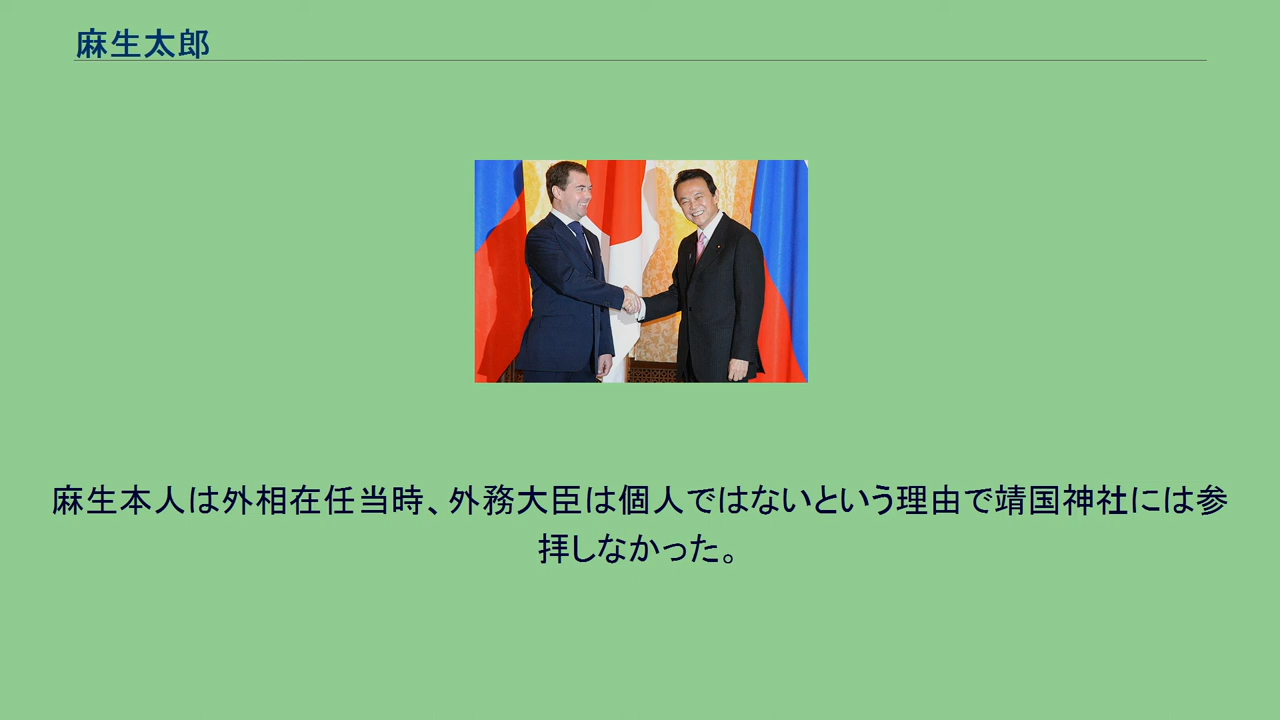 麻生太郎
麻生本人は外相在任当時、外務大臣は個人ではないという理由で靖国神社には参
拝しなかった。